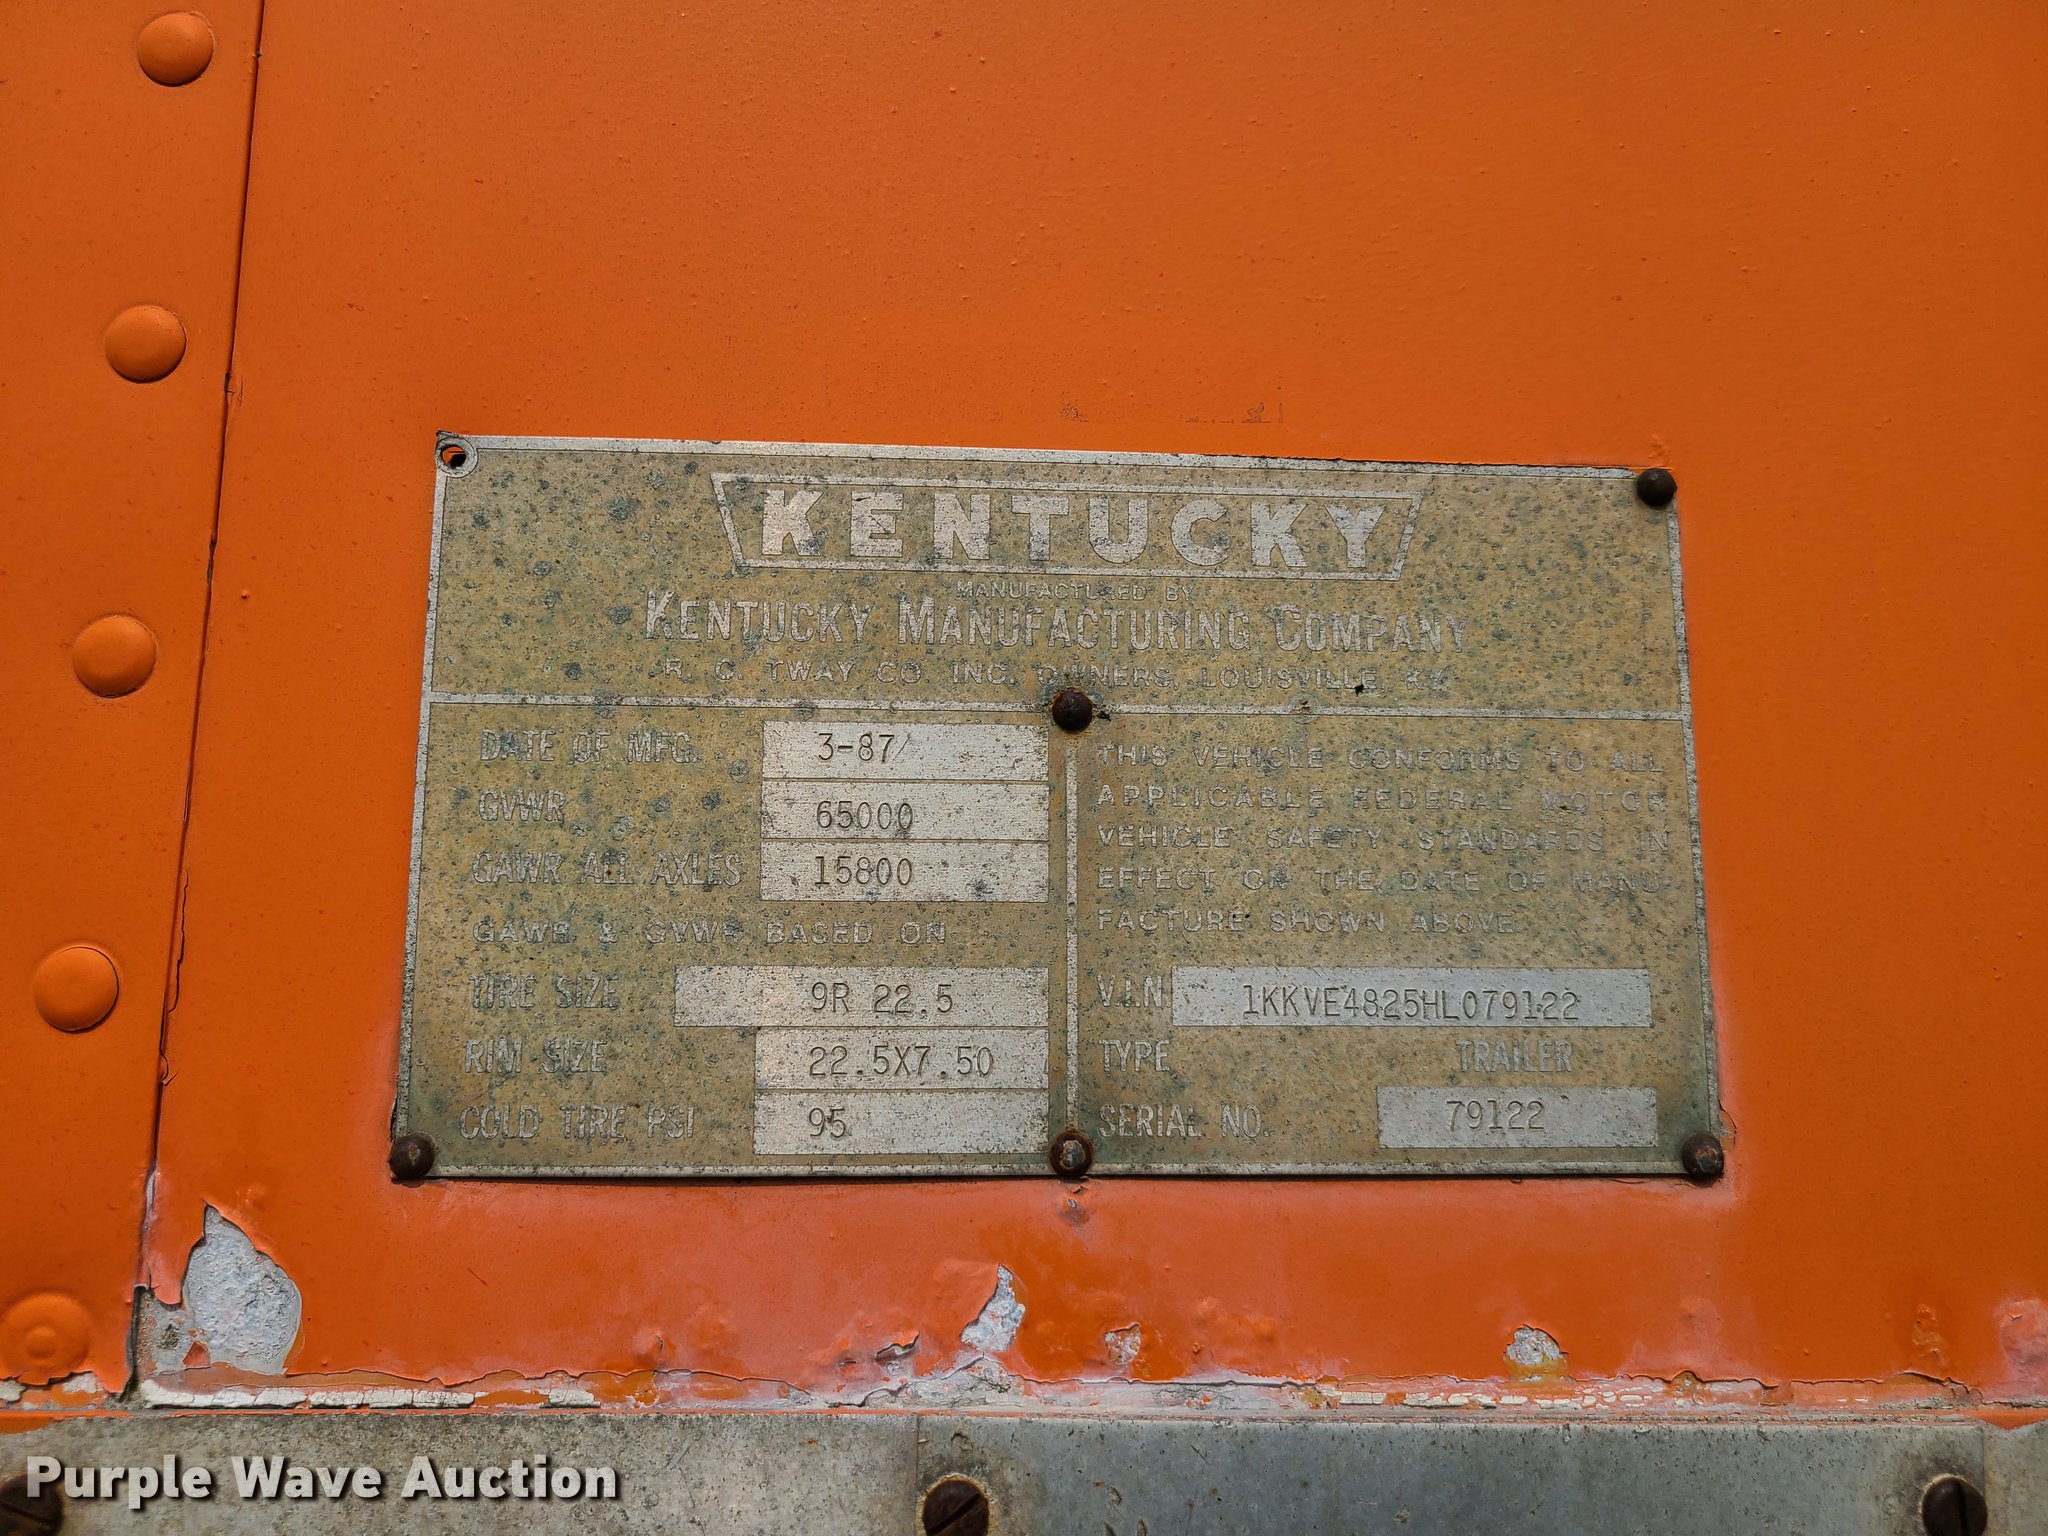 KENTUCKY
MANUFACTURED BY
KENTUCKY MANUFACTURING COMPANY
R. C. TWAY CO. INC. OWNERS, LOUISVILLE, KY.
DATE OF MFG. 3-87
GVWR 65000
GAWR ALL AXLES 15800
GAWR & GVWR BASED ON
TIRE SIZE 9R 22.5
RIM SIZE 22.5X7.50
COLD TIRE PSI 95
THIS VEHICLE CONFORMS TO ALL
APPLICABLE FEDERAL MOTOR
VEHICLE SAFETY STANDARDS IN
EFFECT ON THE DATE OF MANU-
FACTURE SHOWN ABOVE
V.I.N. 1KKVE4825HL079122
TYPE TRAILER
SERIAL NO. 79122
Purple Wave Auction